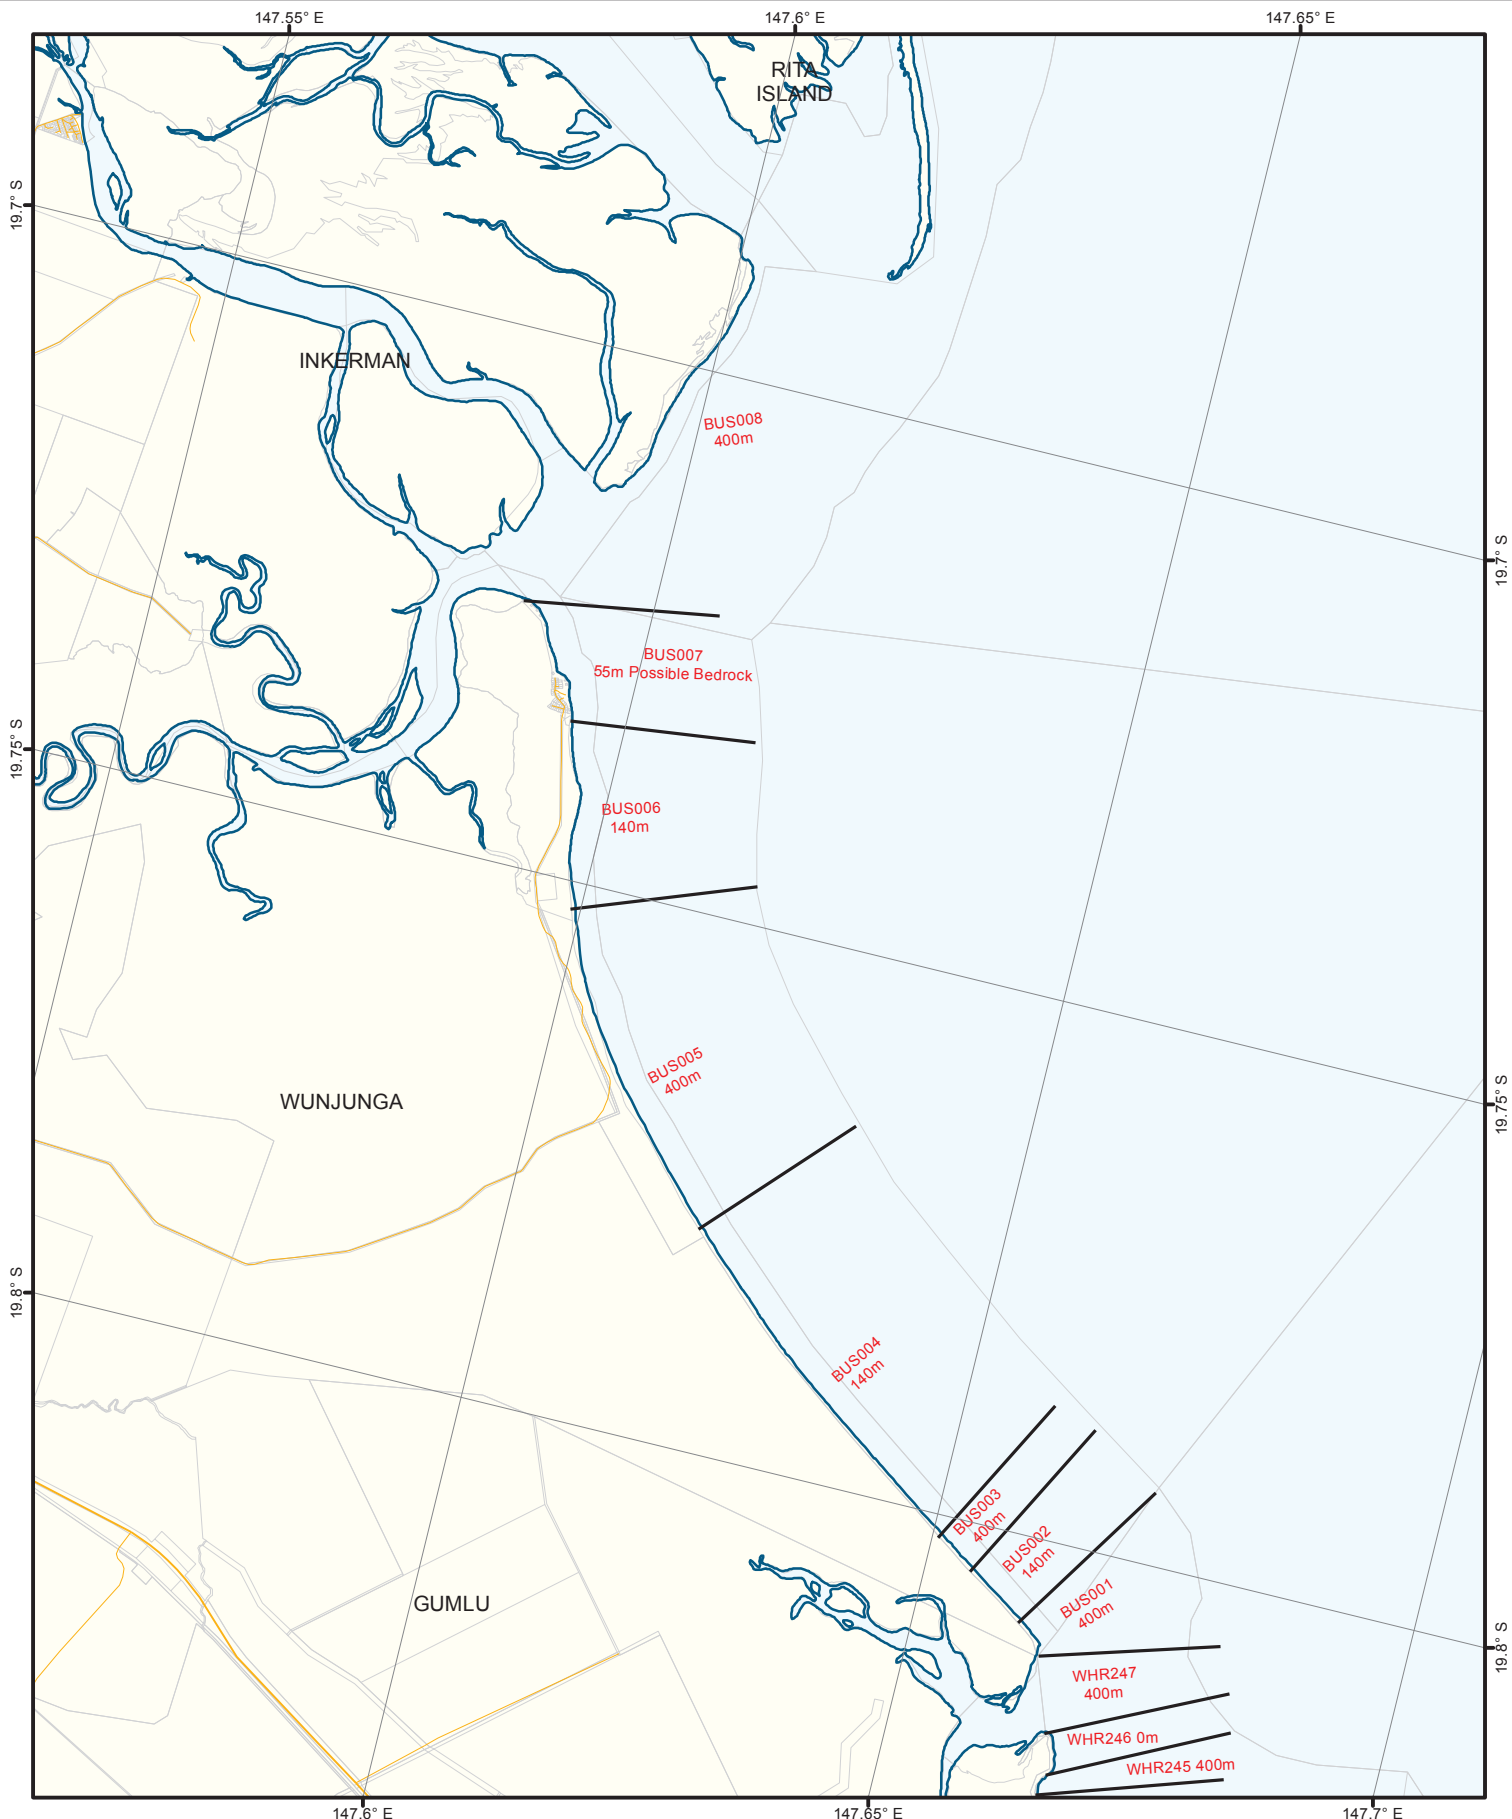 147.55° E
147.6° E
147.65° E
RITA
ISLAND
19.7° S
INKERMAN
BUS008
400m
19.7° S
BUS007
55m Possible Bedrock
19.75° S
BUS006
140m
BUS005
400m
WUNJUNGA
19.75° S
19.8° S
BUS004
140m
BUS003
400m
BUS002
140m
BUS001
400m
GUMLU
19.8° S
WHR247
400m
WHR246 0m
WHR245 400m
147.6° E
147.65° E
147.7° E